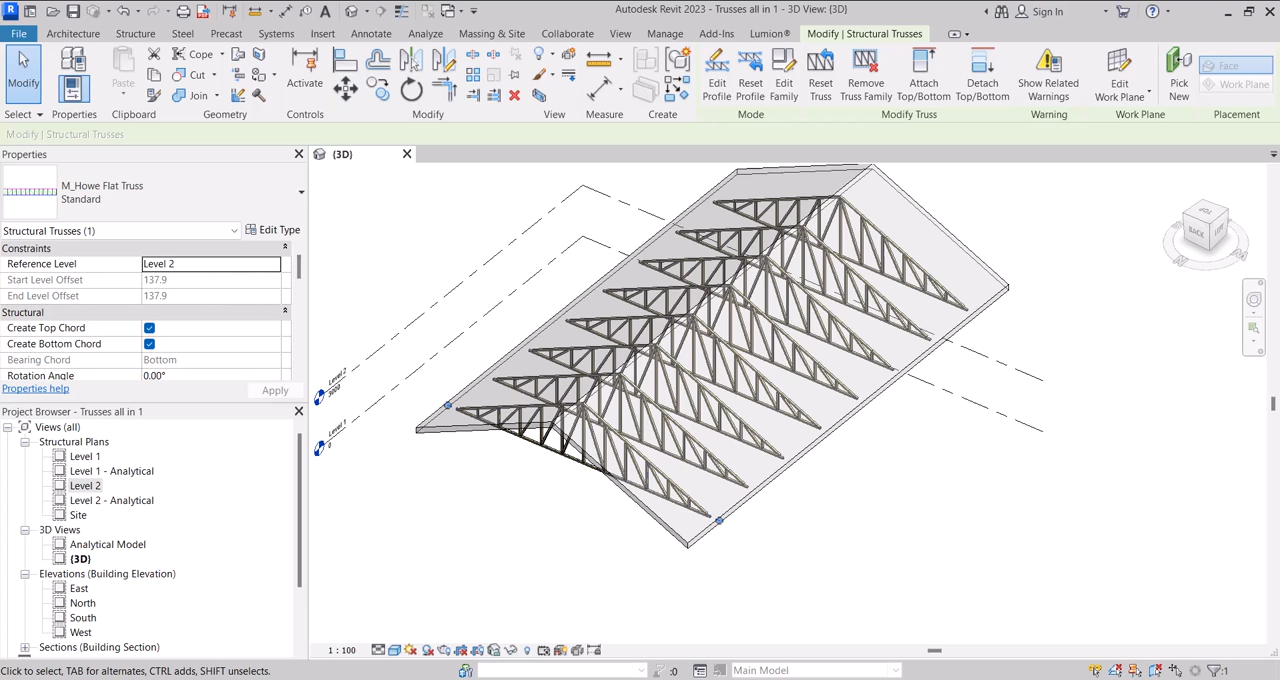 Autodesk Revit 2023 - Trusses all in 1 - 3D View: {3D}
Sign In
File Architecture Structure Steel Precast Systems Insert Annotate Analyze Massing & Site Collaborate View Manage Add-Ins Lumion® Modify | Structural Trusses
Modify
Select
Properties
Paste
Clipboard
Cope
Cut
Join
Geometry
Activate
Controls
Modify
View
Measure
Create
Edit Profile
Reset Profile
Edit Family
Mode
Reset Truss
Remove Truss Family
Attach Top/Bottom
Detach Top/Bottom
Modify Truss
Show Related Warnings
Warning
Edit Work Plane
Work Plane
Pick New
Face
Work Plane
Placement
Modify | Structural Trusses
Properties
M_Howe Flat Truss
Standard
Structural Trusses (1)
Edit Type
Constraints
Reference Level Level 2
Start Level Offset 137.9
End Level Offset 137.9
Structural
Create Top Chord
Create Bottom Chord
Bearing Chord Bottom
Rotation Angle 0.00°
Properties help
Apply
Project Browser - Trusses all in 1
Views (all)
Structural Plans
Level 1
Level 1 - Analytical
Level 2
Level 2 - Analytical
Site
3D Views
Analytical Model
{3D}
Elevations (Building Elevation)
East
North
South
West
Sections (Building Section)
{3D}
Level 2
3000
Level 1
0
TOP
BACK
LEFT
1 : 100
Click to select, TAB for alternates, CTRL adds, SHIFT unselects.
:0
Main Model
:1